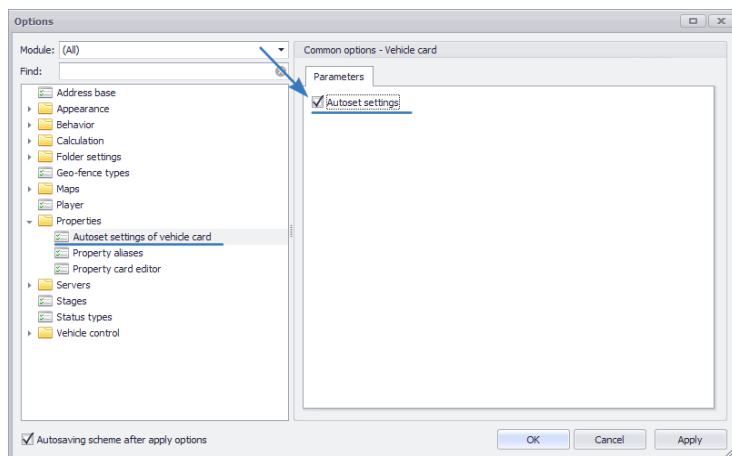 Options
Module: (All)
Find:
Address base
Appearance
Behavior
Calculation
Folder settings
Geo-fence types
Maps
Player
Properties
Autoset settings of vehicle card
Property aliases
Property card editor
Servers
Stages
Status types
Vehicle control
Common options - Vehicle card
Parameters
Autoset settings
Autosaving scheme after apply options
OK Cancel Apply